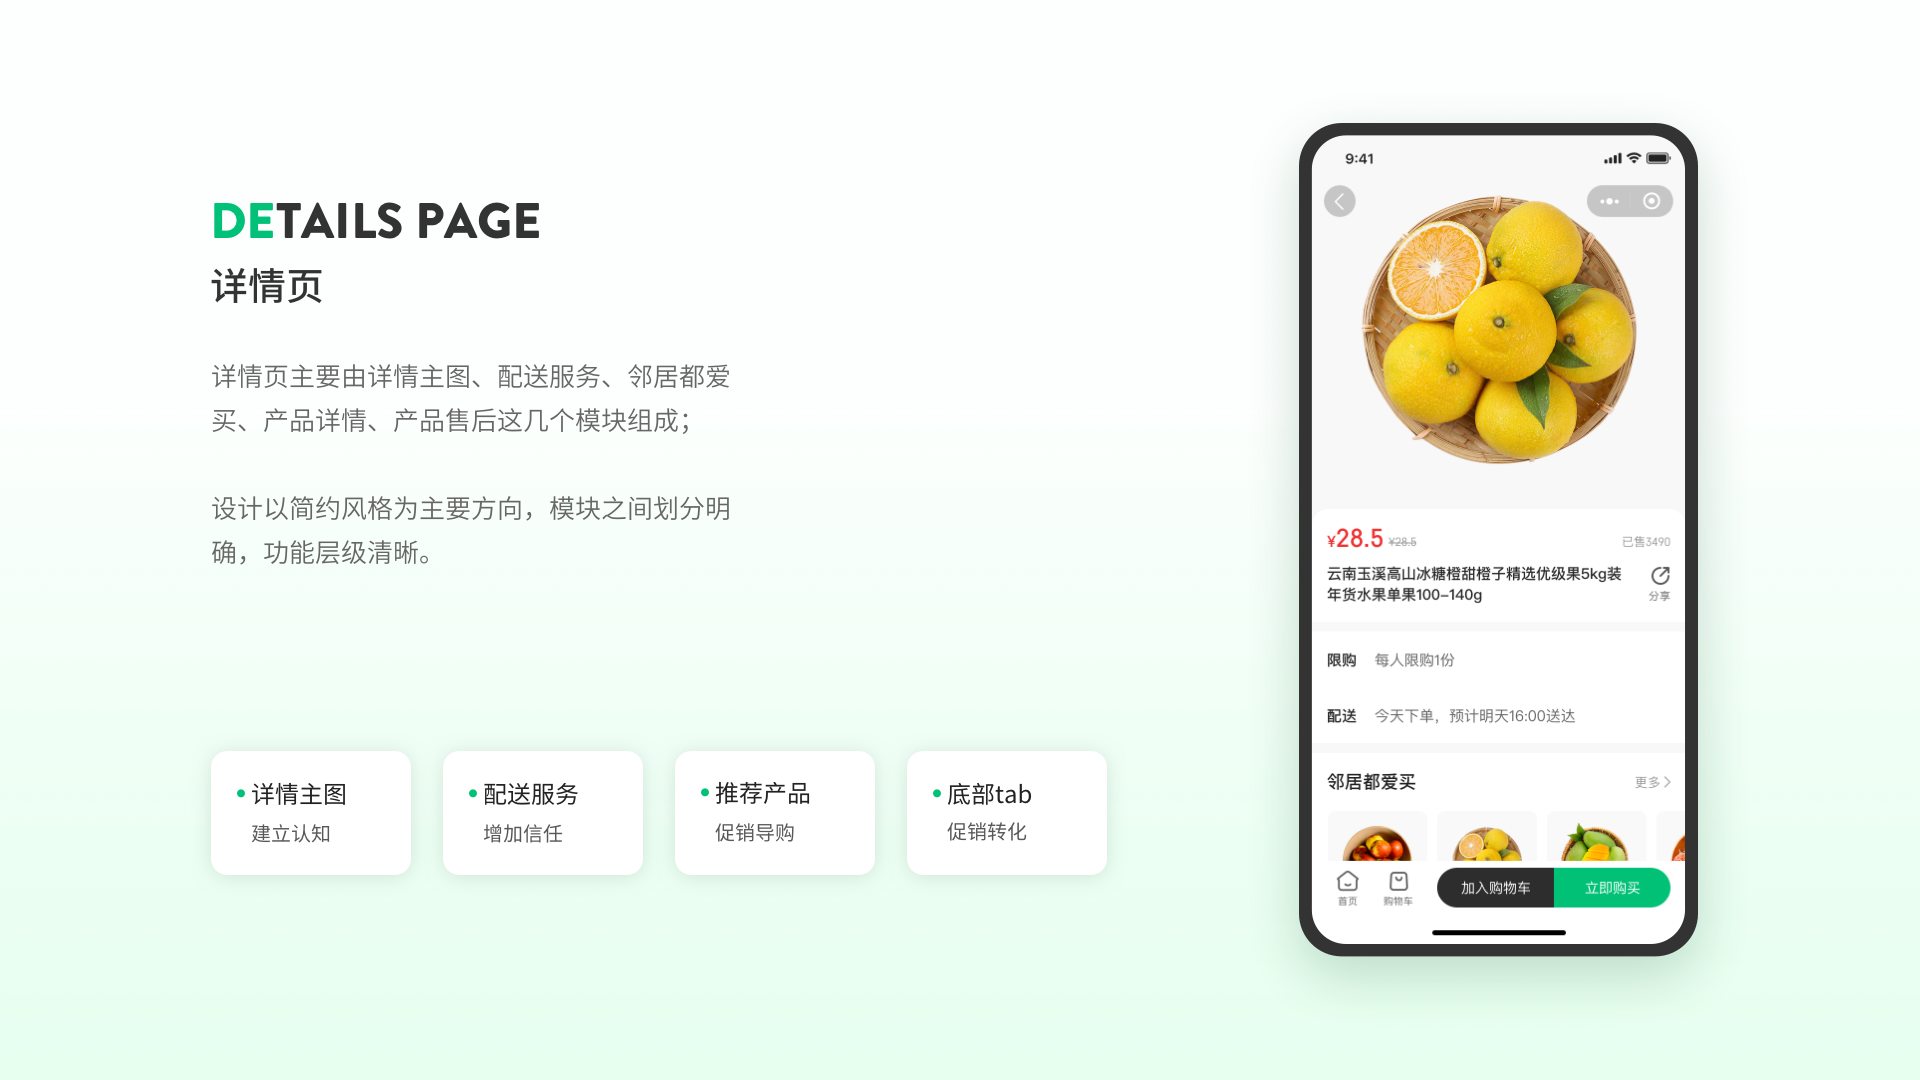 DETAILS PAGE
详情页
详情页主要由详情主图、配送服务、邻居都爱
买、产品详情、产品售后这几个模块组成；
设计以简约风格为主要方向，模块之间划分明
确，功能层级清晰。
详情主图
建立认知
配送服务
增加信任
推荐产品
促销导购
底部tab
促销转化
9:41
¥28.5 ¥28.5 已售3490
云南玉溪高山冰糖橙甜橙子精选优级果5kg装
年货水果单果100-140g
分享
限购 每人限购1份
配送 今天下单，预计明天16:00送达
邻居都爱买 更多
首页 购物车 加入购物车 立即购买